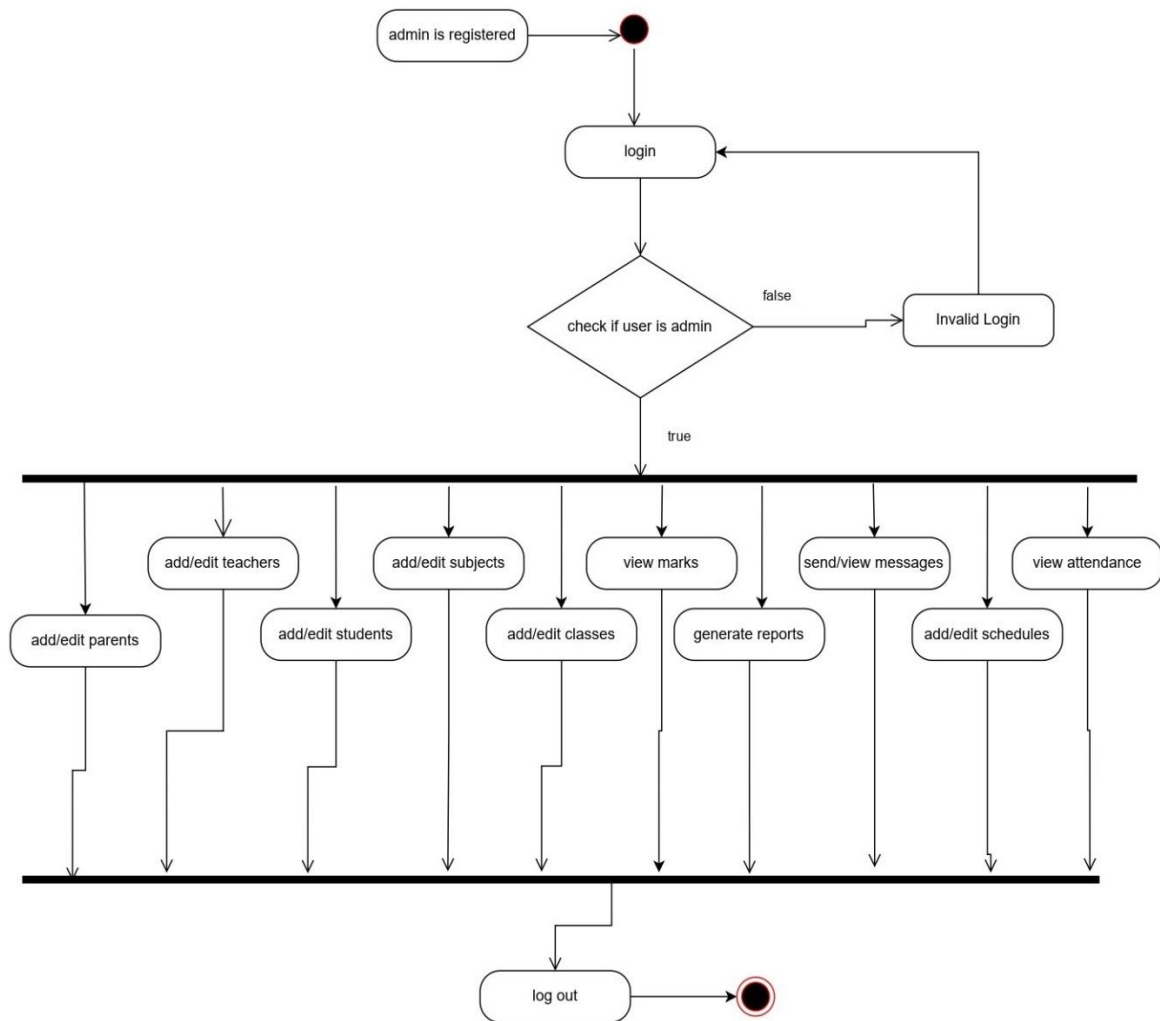 admin is registered
login
false
check if user is admin
Invalid Login
true
add/edit teachers
add/edit subjects
view marks
send/view messages
view attendance
add/edit parents
add/edit students
add/edit classes
generate reports
add/edit schedules
log out